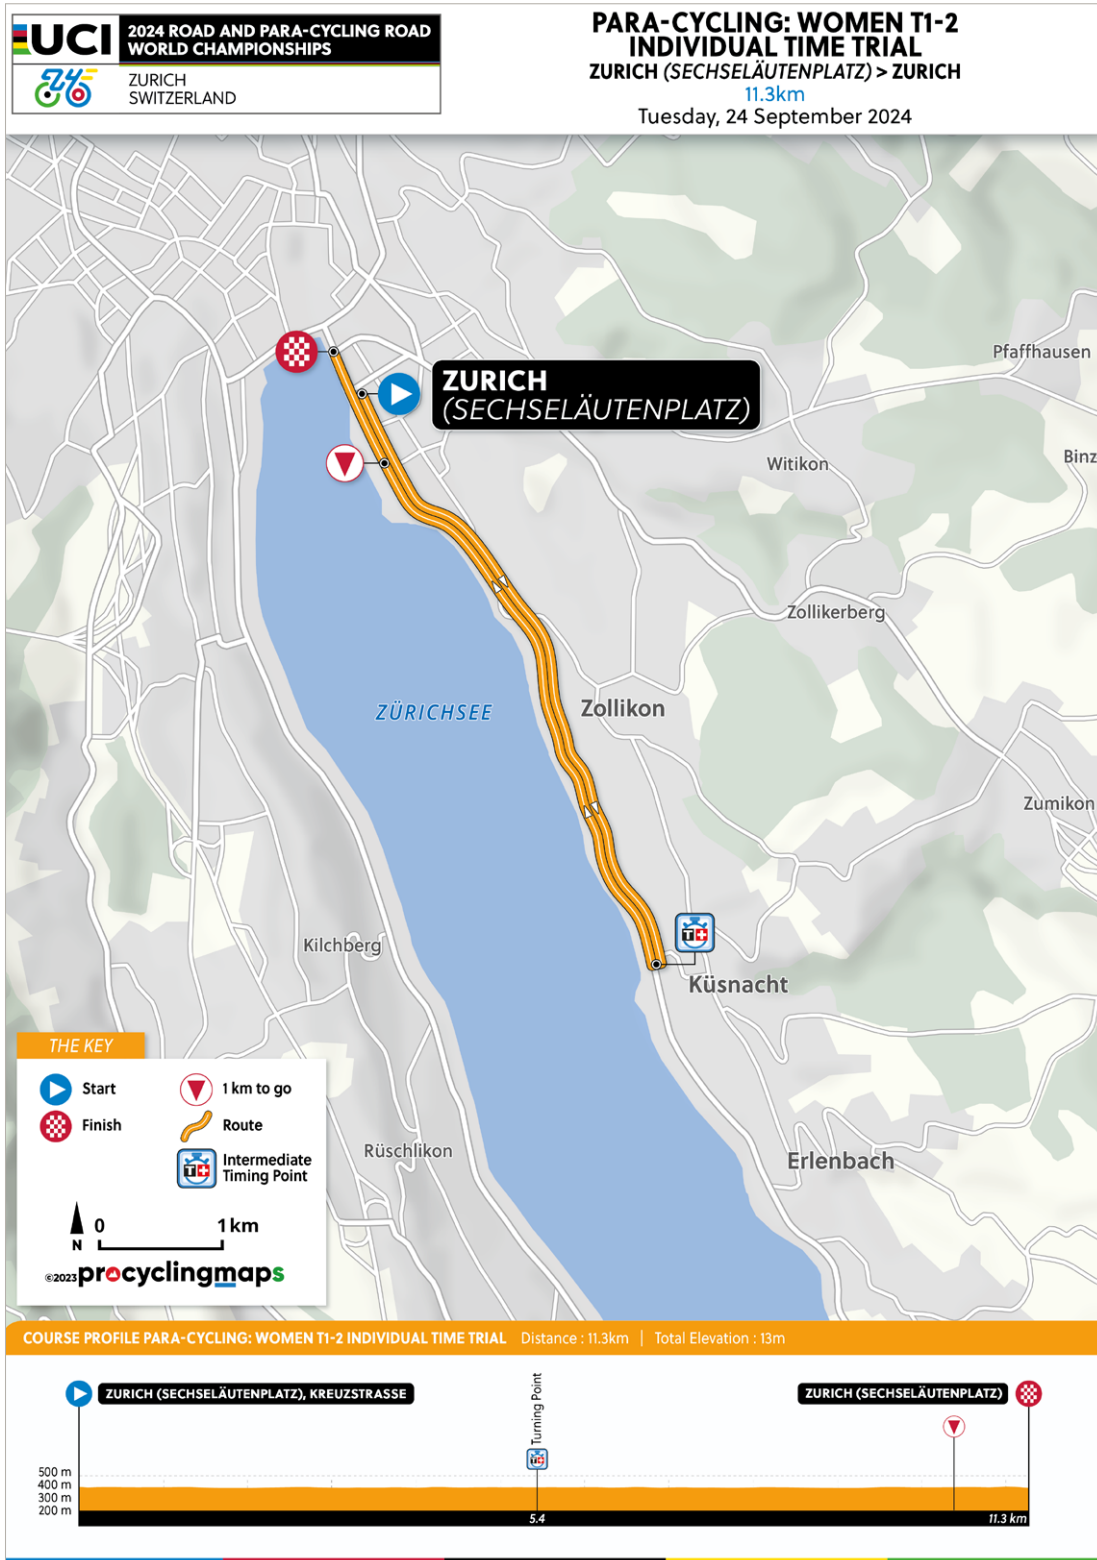 UCI
2024 ROAD AND PARA-CYCLING ROAD
WORLD CHAMPIONSHIPS
ZURICH
SWITZERLAND
PARA-CYCLING: WOMEN T1-2
INDIVIDUAL TIME TRIAL
ZURICH (SECHSELÄUTENPLATZ) > ZURICH
11.3km
Tuesday, 24 September 2024
Pfaffhausen
ZURICH
(SECHSELÄUTENPLATZ)
Witikon
Binz
Zollikerberg
ZÜRICHSEE
Zollikon
Zumikon
Kilchberg
Küsnacht
THE KEY
Start
1 km to go
Finish
Route
Intermediate
Timing Point
Rüschlikon
Erlenbach
0 1 km
N
©2023 procyclingmaps
COURSE PROFILE PARA-CYCLING: WOMEN T1-2 INDIVIDUAL TIME TRIAL Distance : 11.3km | Total Elevation : 13m
ZURICH (SECHSELÄUTENPLATZ), KREUZSTRASSE
Turning Point
ZURICH (SECHSELÄUTENPLATZ)
500 m
400 m
300 m
200 m
5.4
11.3 km